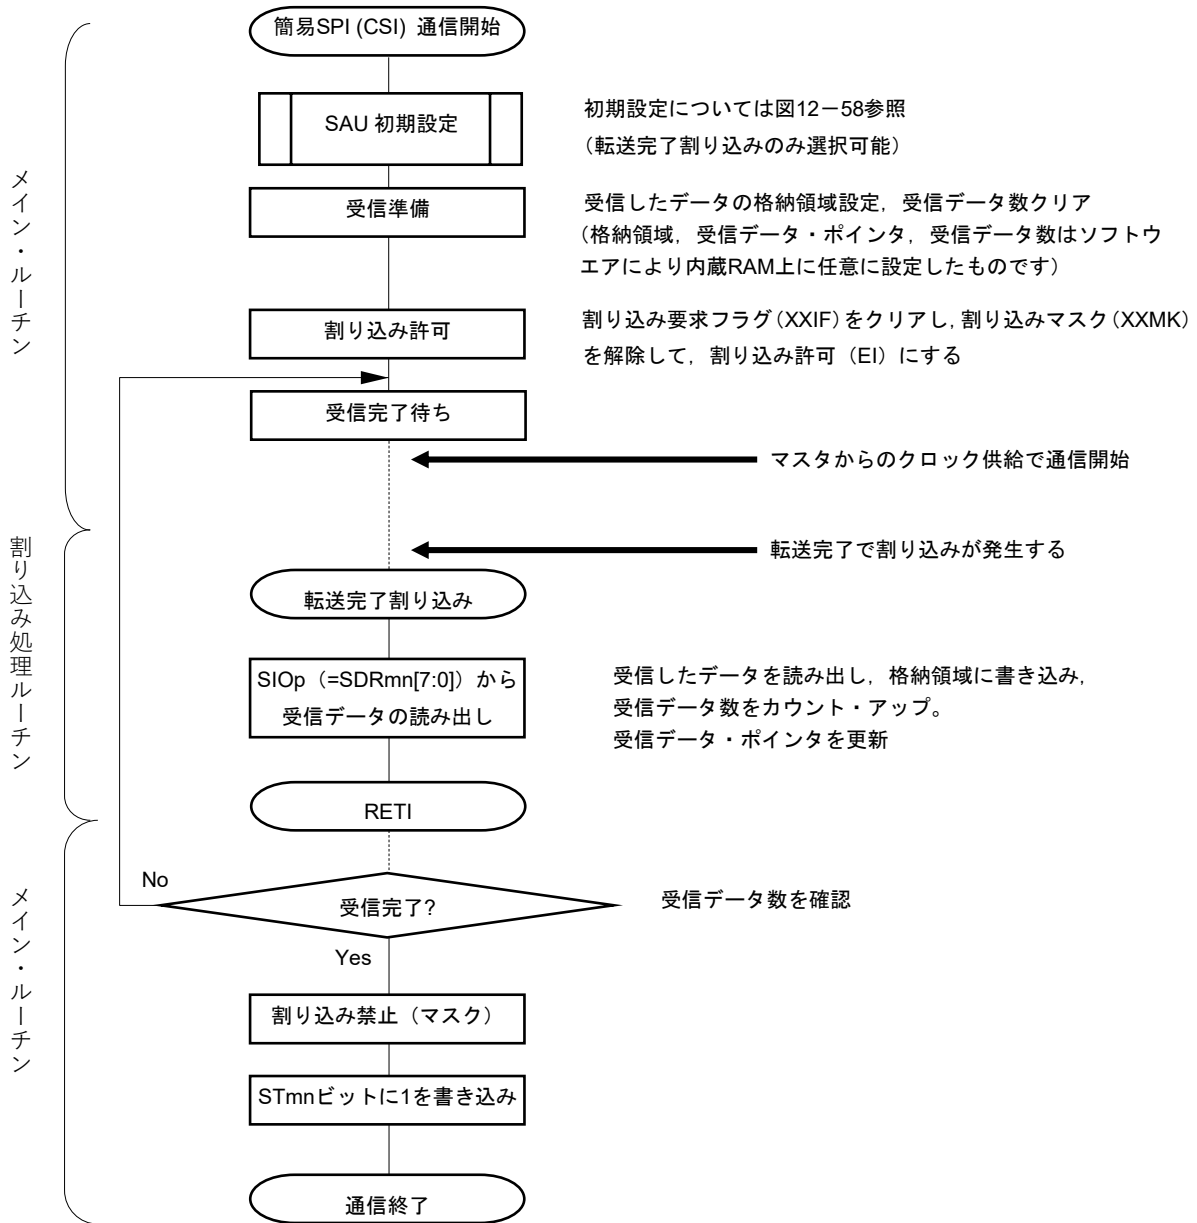 簡易SPI (CSI) 通信開始
SAU 初期設定
初期設定については図12－58参照
（転送完了割り込みのみ選択可能）
受信準備
受信したデータの格納領域設定，受信データ数クリア
（格納領域，受信データ・ポインタ，受信データ数はソフトウ
エアにより内蔵RAM上に任意に設定したものです）
メイン・ルーチン
割り込み許可
割り込み要求フラグ（XXIF）をクリアし，割り込みマスク（XXMK）
を解除して，割り込み許可（EI）にする
受信完了待ち
マスタからのクロック供給で通信開始
転送完了で割り込みが発生する
割り込み処理ルーチン
転送完了割り込み
SIOp（=SDRmn[7:0]）から
受信データの読み出し
受信したデータを読み出し，格納領域に書き込み，
受信データ数をカウント・アップ。
受信データ・ポインタを更新
RETI
No
受信完了?
受信データ数を確認
Yes
メイン・ルーチン
割り込み禁止（マスク）
STmnビットに1を書き込み
通信終了